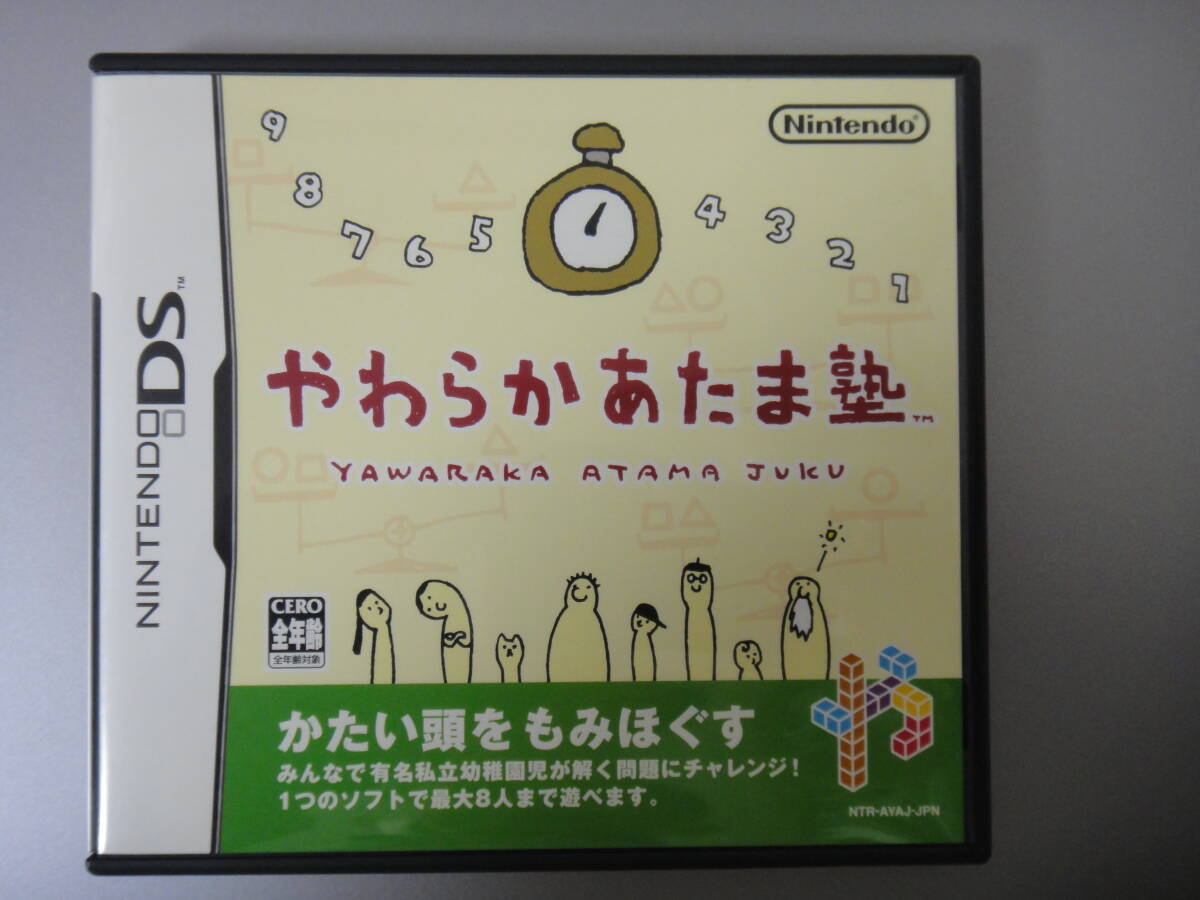 NINTENDO DS™
Nintendo®
9 8 7 6 5 4 3 2 1
やわらかあたま塾™
YAWARAKA ATAMA JUKU
CERO
全年齢
全年齢対象
かたい頭をもみほぐす
みんなで有名私立幼稚園児が解く問題にチャレンジ!
1つのソフトで最大8人まで遊べます。
NTR-AYAJ-JPN